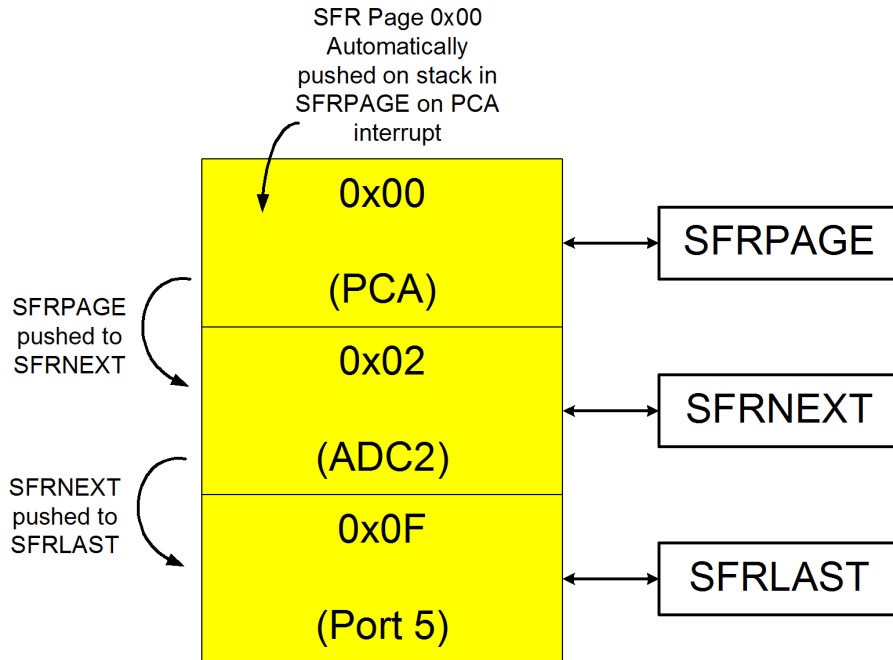 SFR Page 0x00
Automatically
pushed on stack in
SFRPAGE on PCA
interrupt
0x00
(PCA)
SFRPAGE
SFRPAGE
pushed to
SFRNEXT
0x02
(ADC2)
SFRNEXT
SFRNEXT
pushed to
SFRLAST
0x0F
(Port 5)
SFRLAST